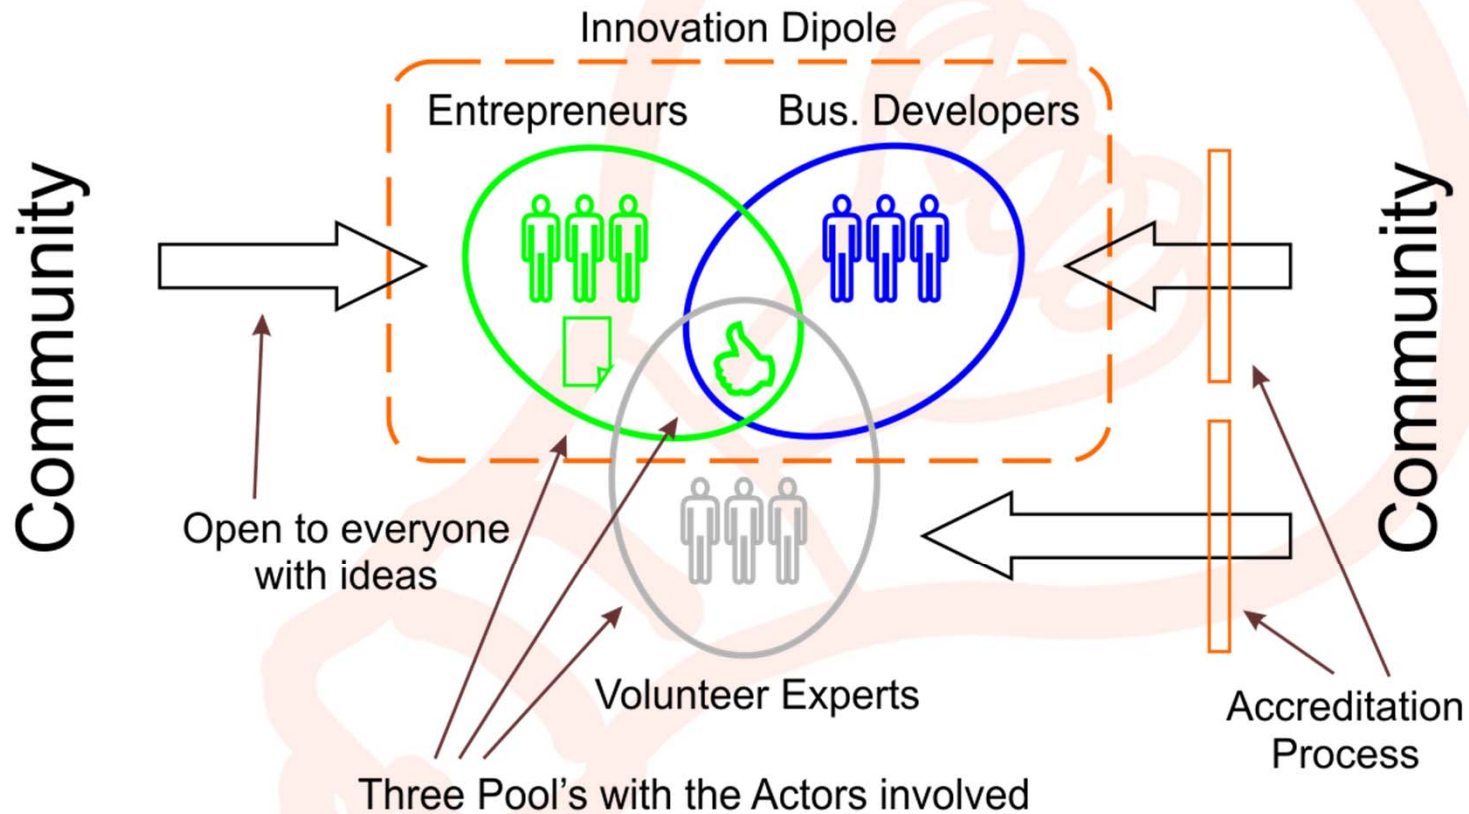 Innovation Dipole
Entrepreneurs
Bus. Developers
Community
Community
Open to everyone
with ideas
Volunteer Experts
Accreditation
Process
Three Pool’s with the Actors involved